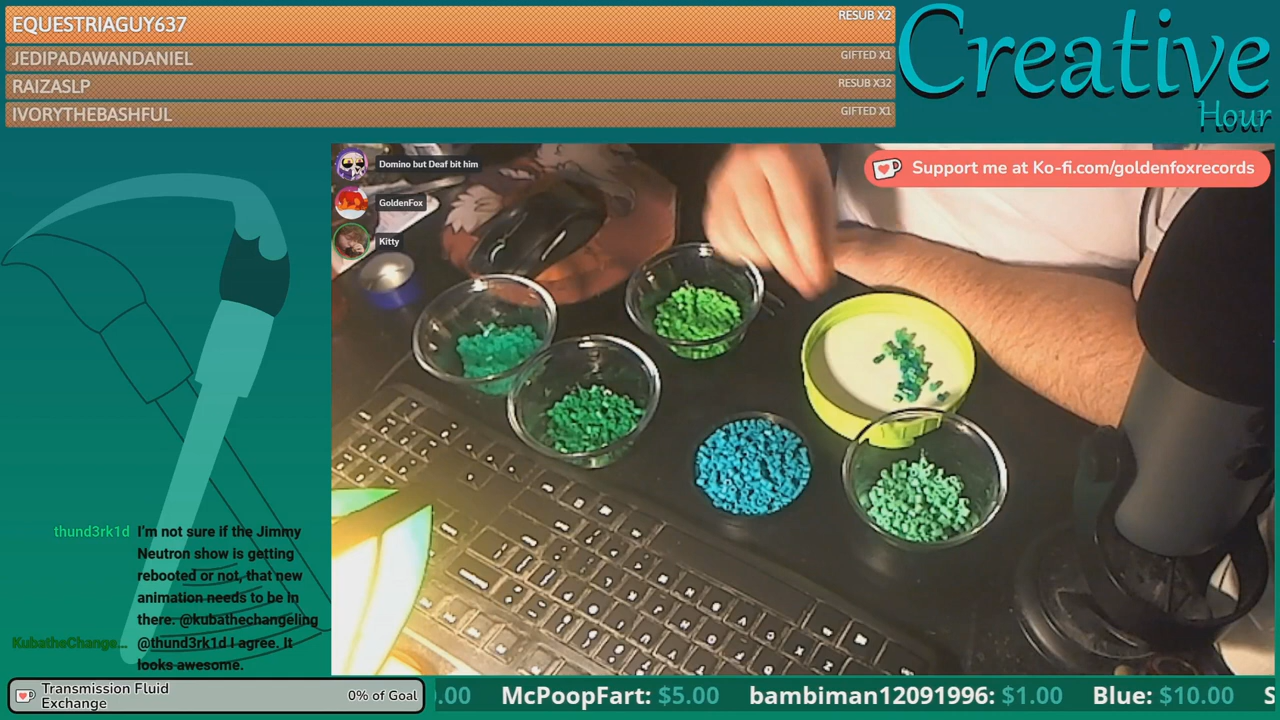 EQUESTRIAGUY637 RESUB X2
JEDIPADAWANDANIEL GIFTED X1
RAIZASLP RESUB X32
IVORYTHEBASHFUL GIFTED X1
Creative
Hour
Domino but Deaf bit him
GoldenFox
Kitty
Support me at Ko-fi.com/goldenfoxrecords
thund3rk1d I'm not sure if the Jimmy
Neutron show is getting
rebooted or not, that new
animation needs to be in
there. @kubathechangeling
KubatheChange... @thund3rk1d I agree. It
looks awesome.
Transmission Fluid
Exchange
0% of Goal
.00 McPoopFart: $5.00 bambiman12091996: $1.00 Blue: $10.00 S